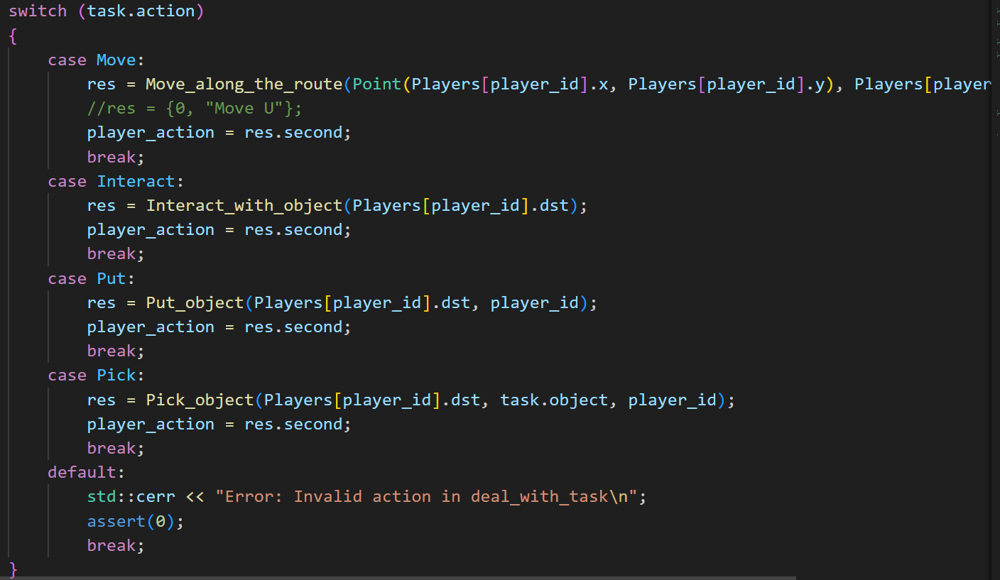 switch (task.action)
{
    case Move:
        res = Move_along_the_route(Point(Players[player_id].x, Players[player_id].y), Players[player
        //res = {0, "Move U"};
        player_action = res.second;
        break;
    case Interact:
        res = Interact_with_object(Players[player_id].dst);
        player_action = res.second;
        break;
    case Put:
        res = Put_object(Players[player_id].dst, player_id);
        player_action = res.second;
        break;
    case Pick:
        res = Pick_object(Players[player_id].dst, task.object, player_id);
        player_action = res.second;
        break;
    default:
        std::cerr << "Error: Invalid action in deal_with_task\n";
        assert(0);
        break;
}